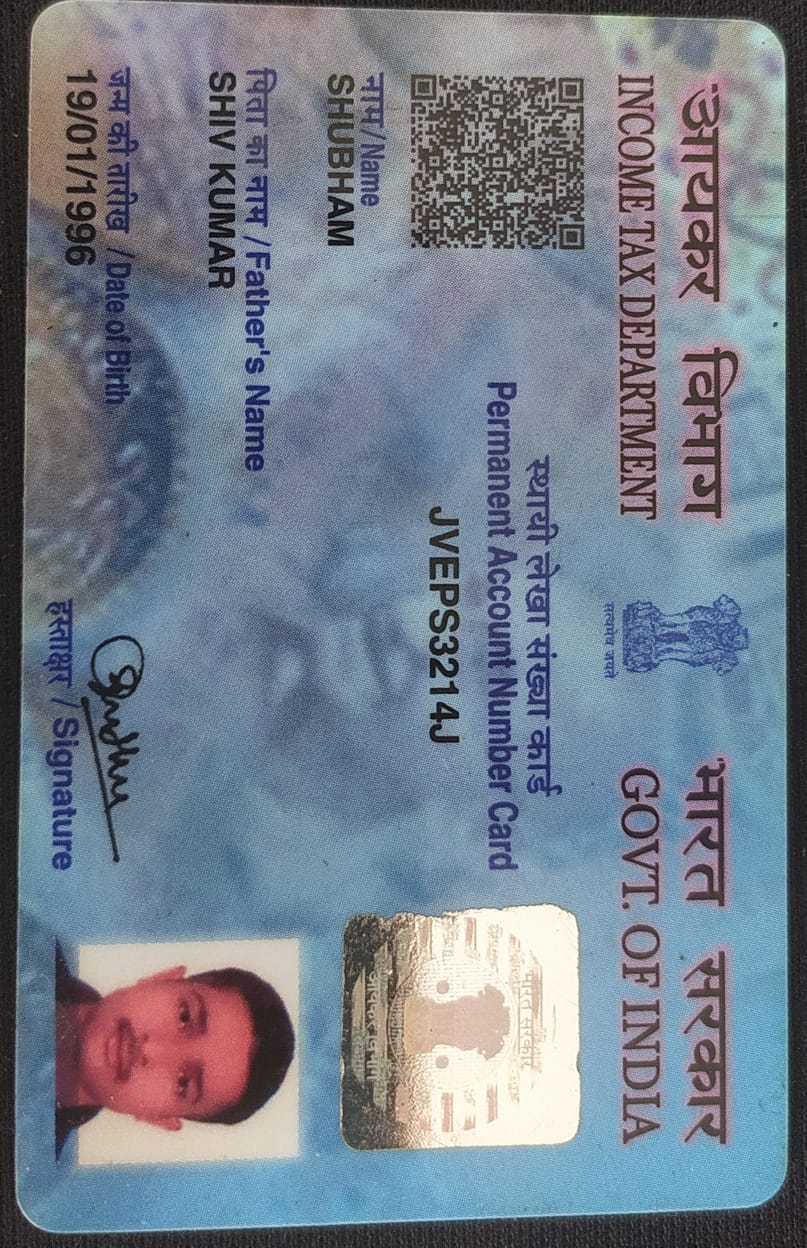 आयकर विभाग
INCOME TAX DEPARTMENT
सत्यमेव जयते
भारत सरकार
GOVT. OF INDIA
स्थायी लेखा संख्या कार्ड
Permanent Account Number Card
JVEPS3214J
भारत सरकार
आयकर विभाग
नाम/Name
SHUBHAM
पिता का नाम /Father's Name
SHIV KUMAR
जन्म की तारीख /Date of Birth
19/01/1996
हस्ताक्षर / Signature